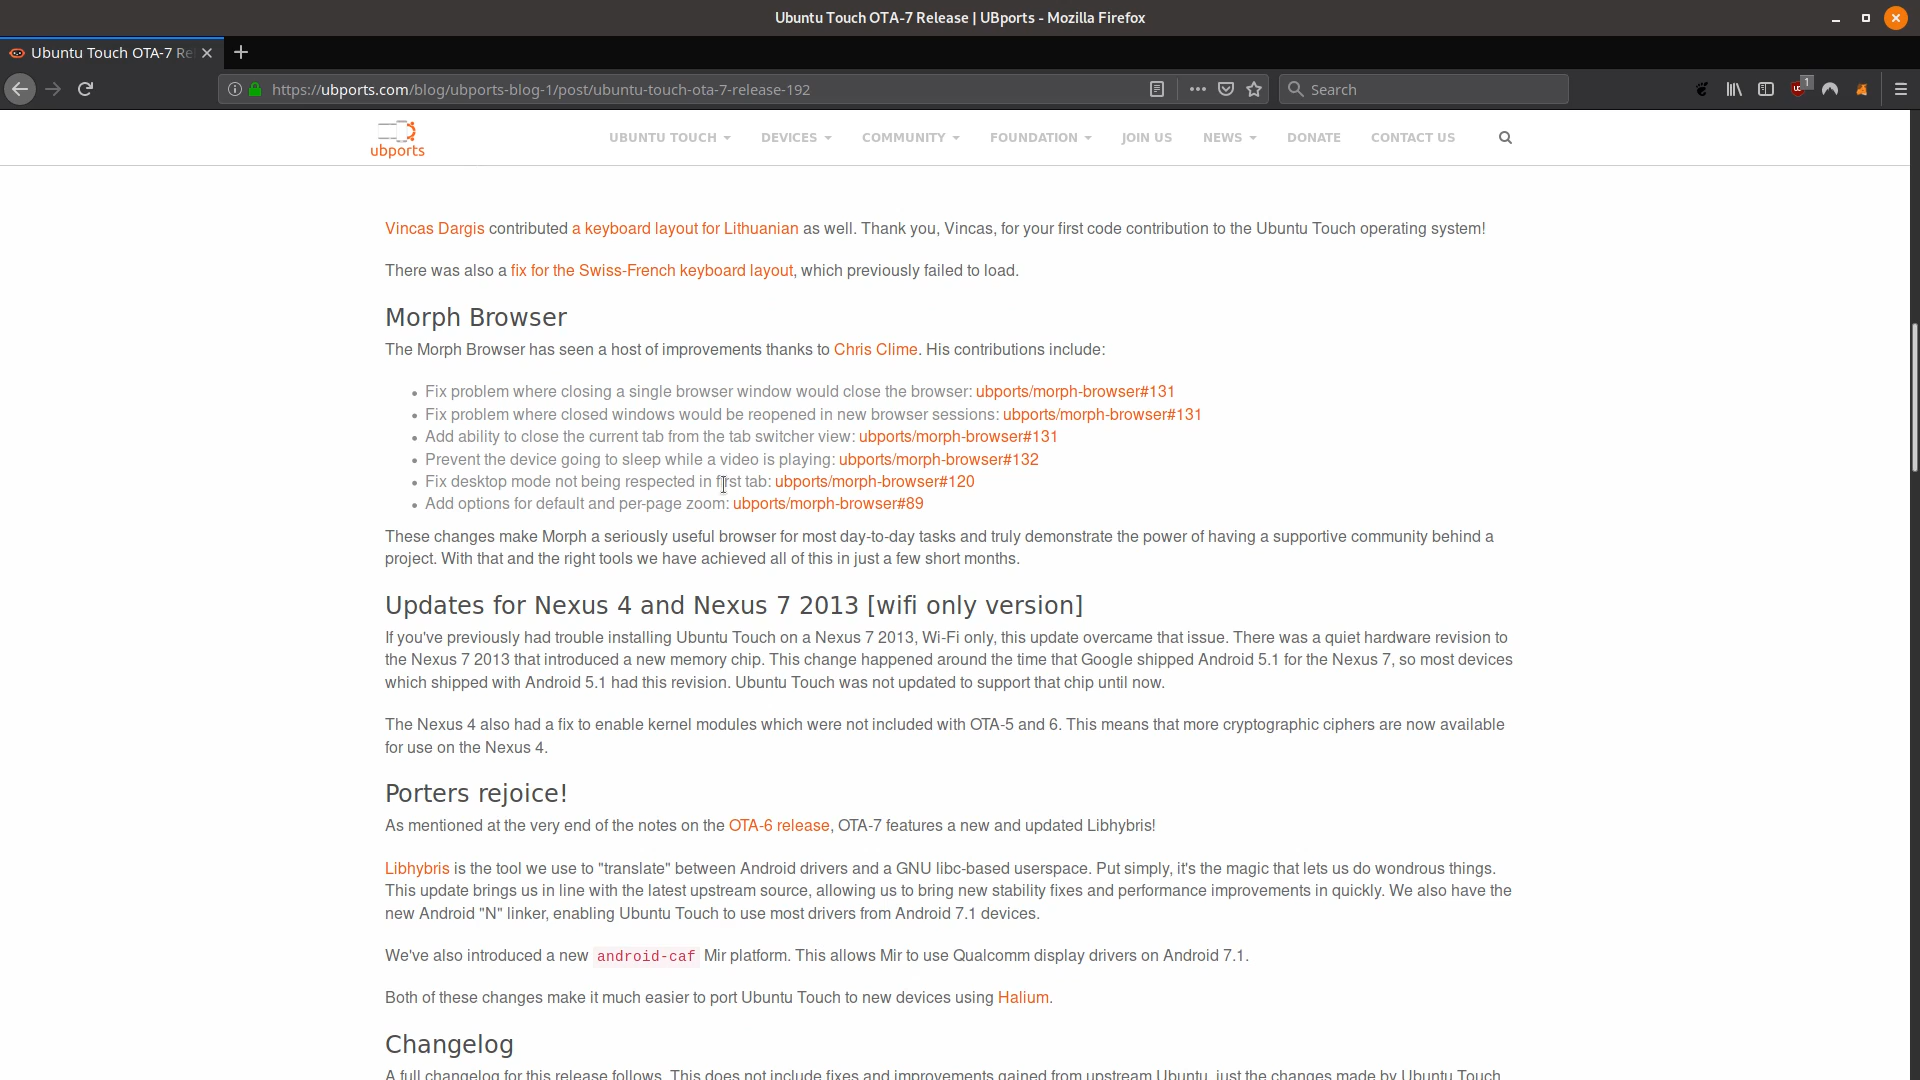 Ubuntu Touch OTA-7 Release | UBports - Mozilla Firefox
Ubuntu Touch OTA-7 Re
https://ubports.com/blog/ubports-blog-1/post/ubuntu-touch-ota-7-release-192
Search
1
ubports
UBUNTU TOUCH
DEVICES
COMMUNITY
FOUNDATION
JOIN US
NEWS
DONATE
CONTACT US
Vincas Dargis contributed a keyboard layout for Lithuanian as well. Thank you, Vincas, for your first code contribution to the Ubuntu Touch operating system!
There was also a fix for the Swiss-French keyboard layout, which previously failed to load.
Morph Browser
The Morph Browser has seen a host of improvements thanks to Chris Clime. His contributions include:
• Fix problem where closing a single browser window would close the browser: ubports/morph-browser#131
• Fix problem where closed windows would be reopened in new browser sessions: ubports/morph-browser#131
• Add ability to close the current tab from the tab switcher view: ubports/morph-browser#131
• Prevent the device going to sleep while a video is playing: ubports/morph-browser#132
• Fix desktop mode not being respected in first tab: ubports/morph-browser#120
• Add options for default and per-page zoom: ubports/morph-browser#89
These changes make Morph a seriously useful browser for most day-to-day tasks and truly demonstrate the power of having a supportive community behind a
project. With that and the right tools we have achieved all of this in just a few short months.
Updates for Nexus 4 and Nexus 7 2013 [wifi only version]
If you've previously had trouble installing Ubuntu Touch on a Nexus 7 2013, Wi-Fi only, this update overcame that issue. There was a quiet hardware revision to
the Nexus 7 2013 that introduced a new memory chip. This change happened around the time that Google shipped Android 5.1 for the Nexus 7, so most devices
which shipped with Android 5.1 had this revision. Ubuntu Touch was not updated to support that chip until now.
The Nexus 4 also had a fix to enable kernel modules which were not included with OTA-5 and 6. This means that more cryptographic ciphers are now available
for use on the Nexus 4.
Porters rejoice!
As mentioned at the very end of the notes on the OTA-6 release, OTA-7 features a new and updated Libhybris!
Libhybris is the tool we use to "translate" between Android drivers and a GNU libc-based userspace. Put simply, it's the magic that lets us do wondrous things.
This update brings us in line with the latest upstream source, allowing us to bring new stability fixes and performance improvements in quickly. We also have the
new Android "N" linker, enabling Ubuntu Touch to use most drivers from Android 7.1 devices.
We've also introduced a new android-caf Mir platform. This allows Mir to use Qualcomm display drivers on Android 7.1.
Both of these changes make it much easier to port Ubuntu Touch to new devices using Halium.
Changelog
A full changelog for this release follows. This does not include fixes and improvements gained from upstream Ubuntu, just the changes made by Ubuntu Touch